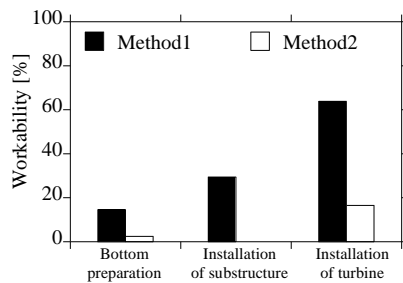 100
80
60
40
20
0
Workability [%]
Method1 Method2
Bottom preparation
Installation of substructure
Installation of turbine